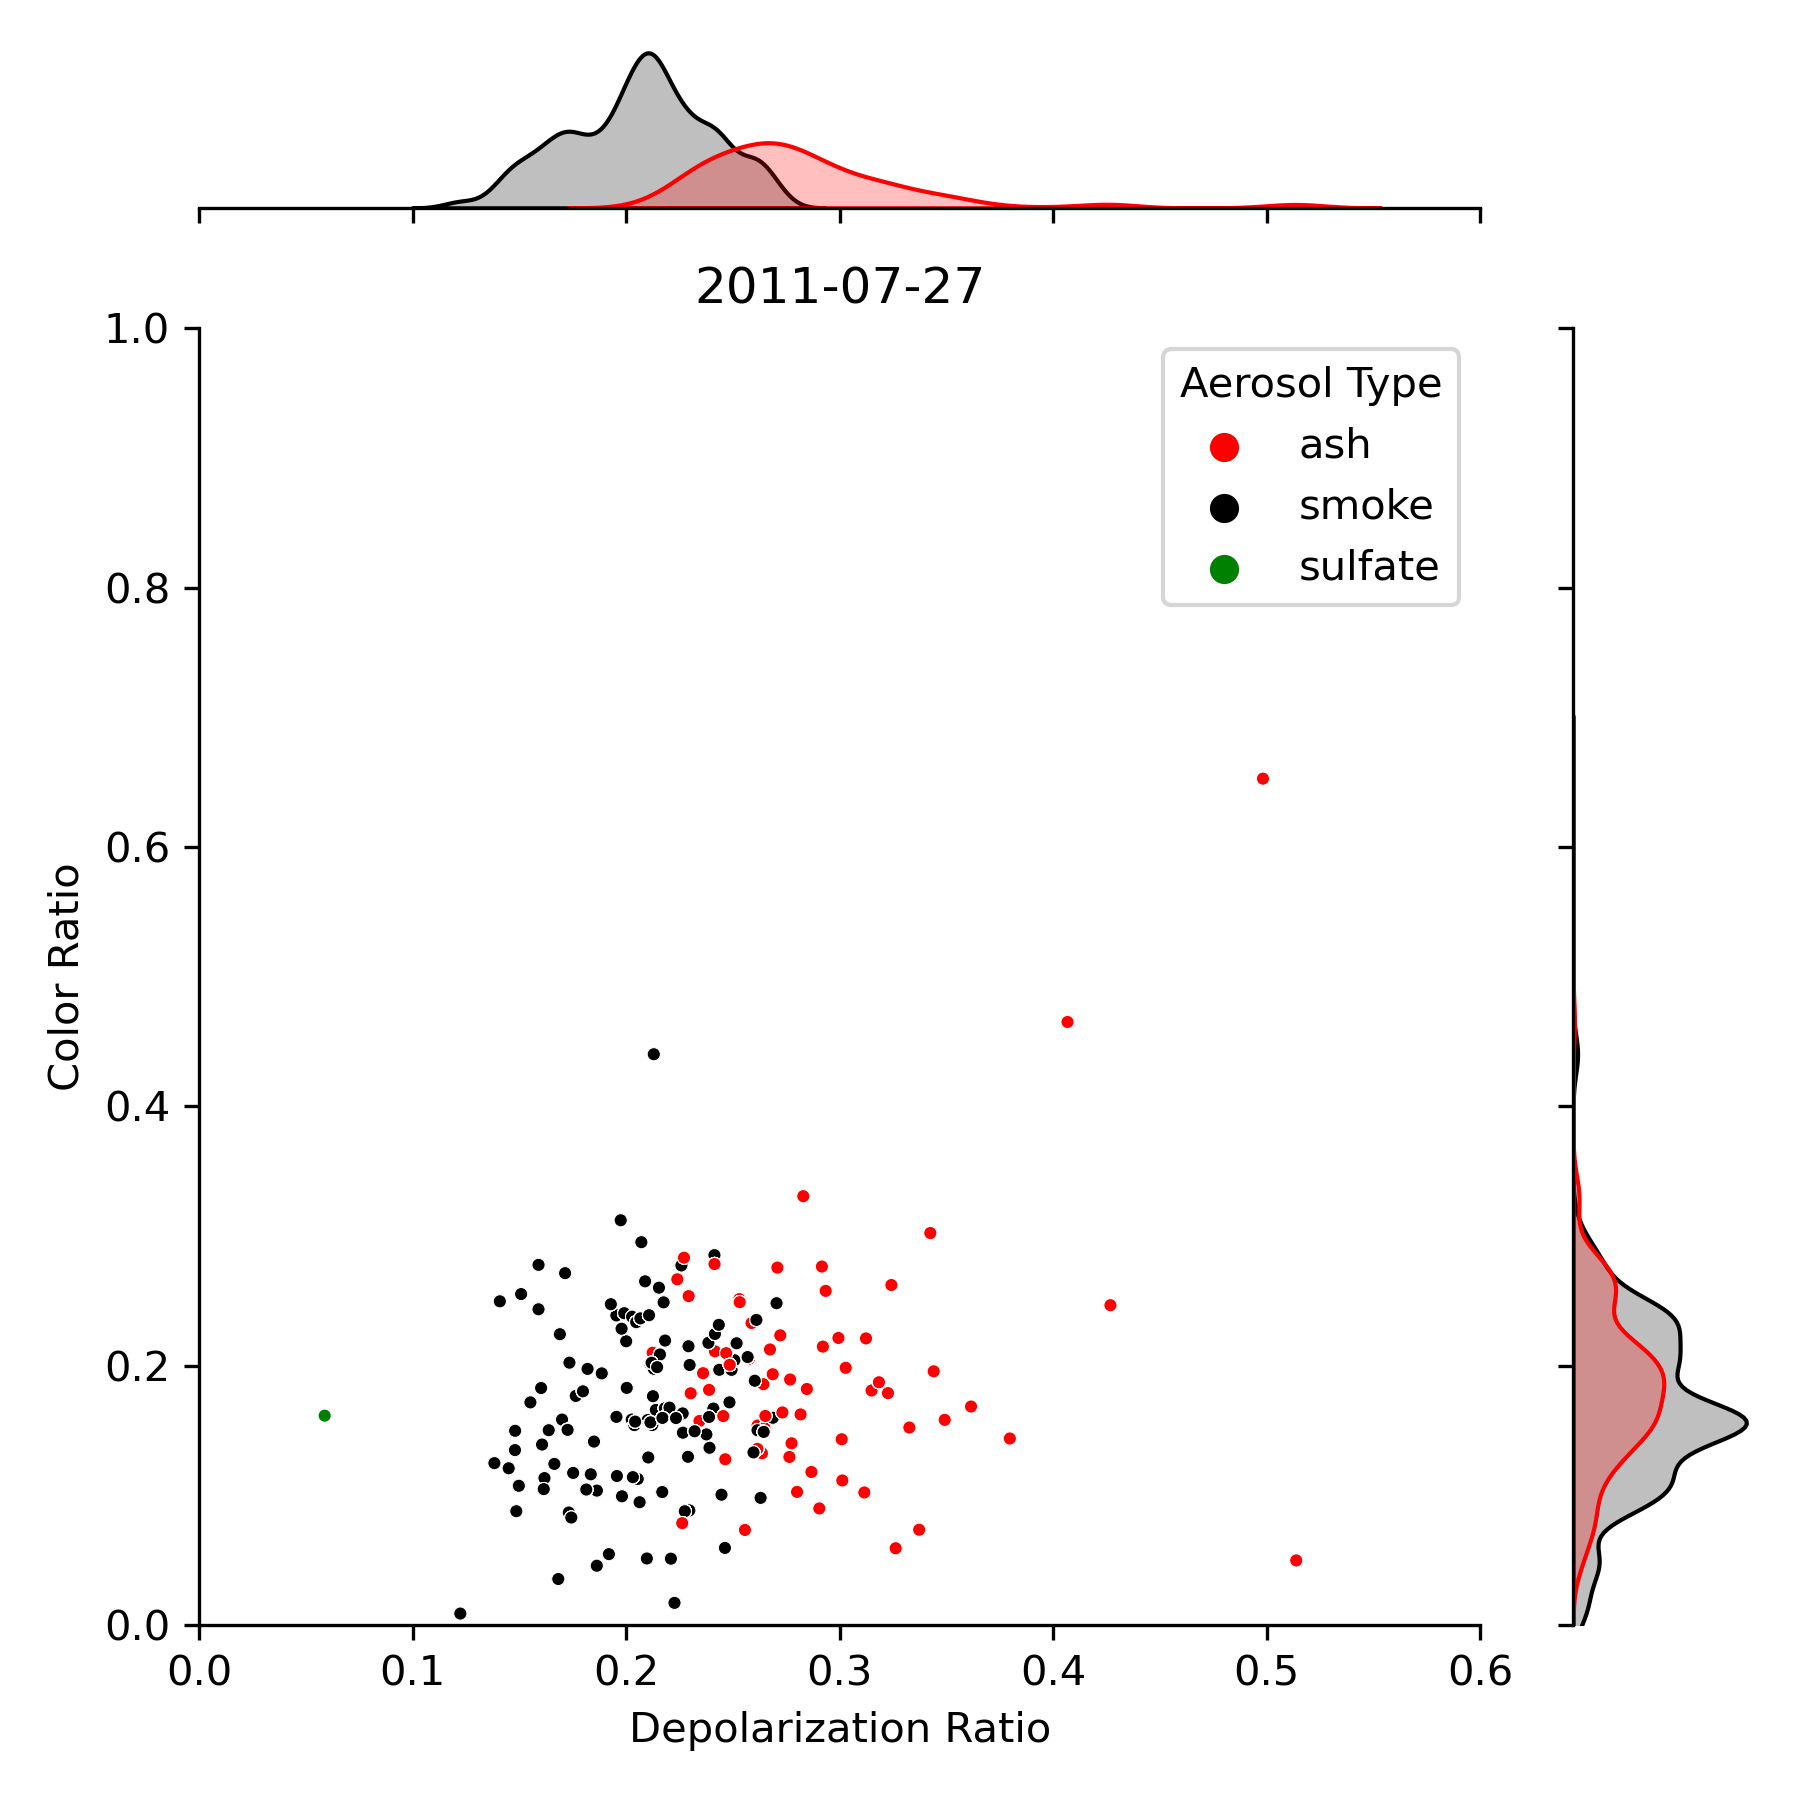 2011-07-27
Aerosol Type
ash
smoke
sulfate
1.0
0.8
0.6
0.4
0.2
0.0
Color Ratio
0.0 0.1 0.2 0.3 0.4 0.5 0.6
Depolarization Ratio